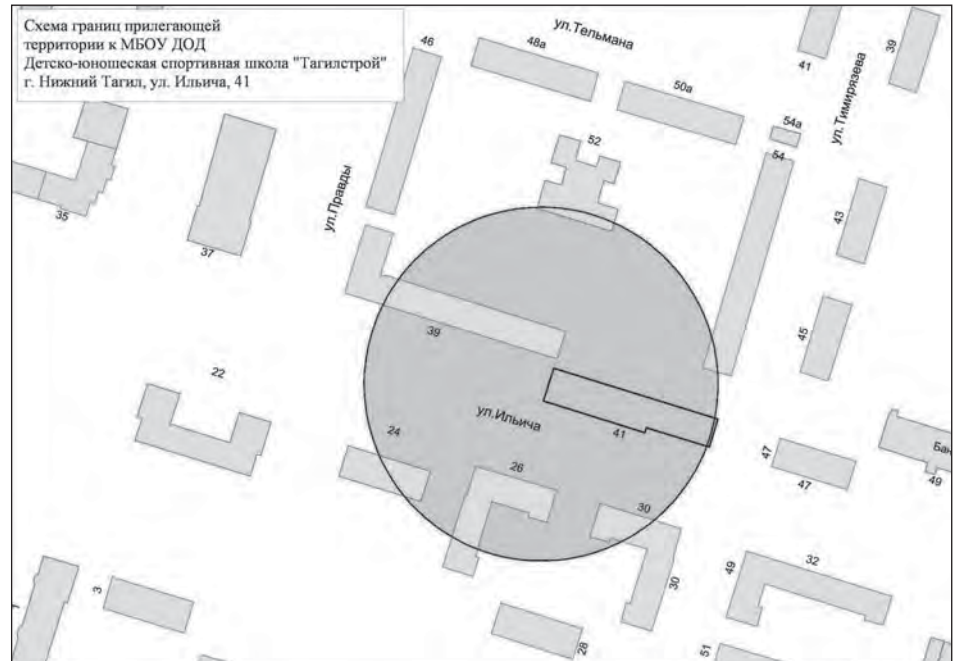 Схема границ прилегающей
территории к МБОУ ДОД
Детско-юношеская спортивная школа "Тагилстрой"
г. Нижний Тагил, ул. Ильича, 41
ул.Тельмана
46
48а
41
39
50а
ул.Тимирязева
54а
52
54
ул.Правды
35
37
43
39
45
22
ул.Ильича
41
24
26
47
47
Бан
49
30
30
49
32
1
3
28
51